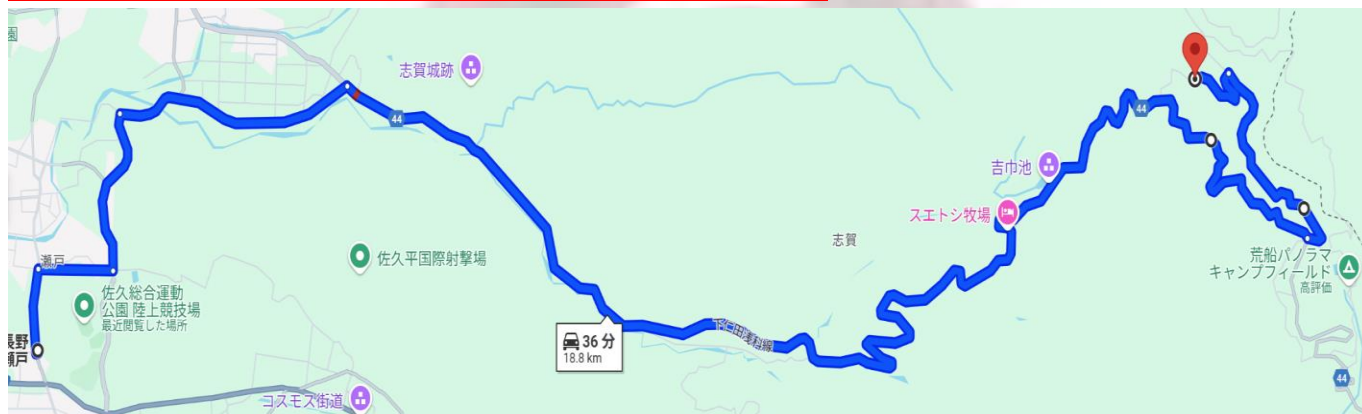 園
志賀城跡
44
44
吉巾池
スエトシ牧場
志賀
佐久平国際射撃場
瀬戸
佐久総合運動
公園 陸上競技場
最近閲覧した場所
荒船パノラマ
キャンプフィールド
高評価
36 分
18.8 km
長野
瀬戸
コスモス街道
44